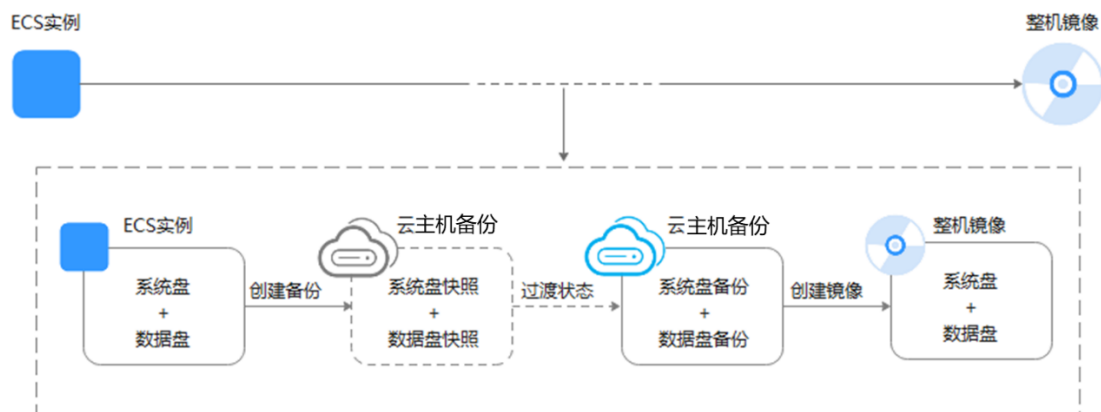 ECS实例
整机镜像
ECS实例
云主机备份
云主机备份
整机镜像
系统盘
+
数据盘
创建备份
系统盘快照
+
数据盘快照
过渡状态
系统盘备份
+
数据盘备份
创建镜像
系统盘
+
数据盘